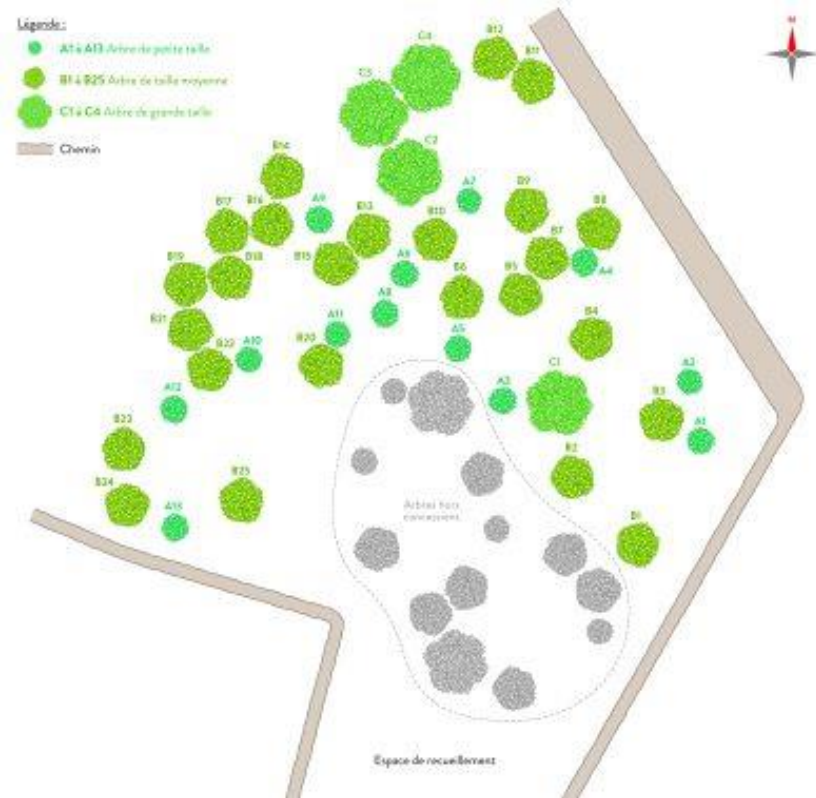 Légende :
A1 à A13 Arbre de petite taille
B1 à B25 Arbre de taille moyenne
C1 à C4 Arbre de grande taille
Chemin
N
C4
B12
B11
C3
C2
B14
A7
B9
B8
B17
B16
A9
B13
B10
B7
B19
B18
B15
A6
A4
B6
B5
A8
B21
A11
B4
B22
A10
B20
A5
C1
A2
A12
A3
B3
A1
B23
B2
B24
B25
Arbres hors
concessions
A13
B1
Espace de recueillement